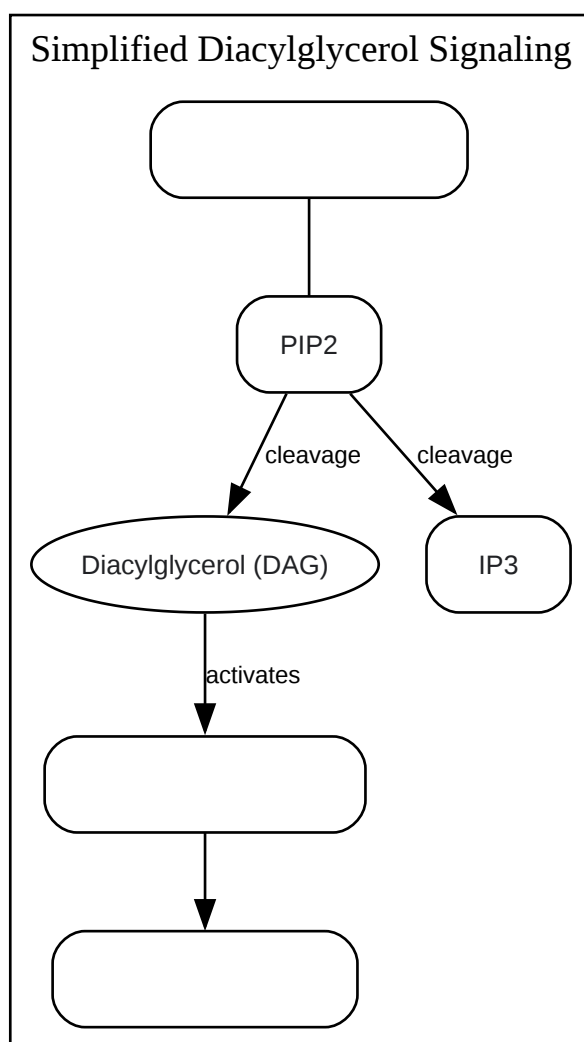 Simplified Diacylglycerol Signaling
PIP2
cleavage
cleavage
Diacylglycerol (DAG)
IP3
activates